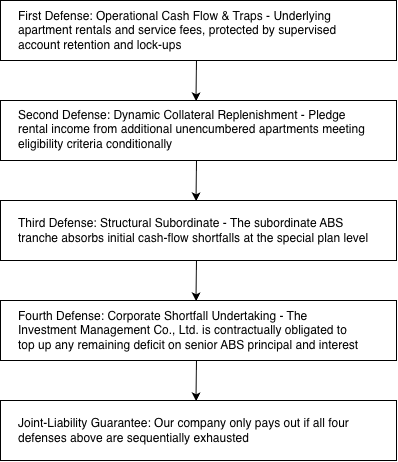 First Defense: Operational Cash Flow & Traps - Underlying
apartment rentals and service fees, protected by supervised
account retention and lock-ups
Second Defense: Dynamic Collateral Replenishment - Pledge
rental income from additional unencumbered apartments meeting
eligibility criteria conditionally
Third Defense: Structural Subordinate - The subordinate ABS
tranche absorbs initial cash-flow shortfalls at the special plan level
Fourth Defense: Corporate Shortfall Undertaking - The
Investment Management Co., Ltd. is contractually obligated to
top up any remaining deficit on senior ABS principal and interest
Joint-Liability Guarantee: Our company only pays out if all four
defenses above are sequentially exhausted